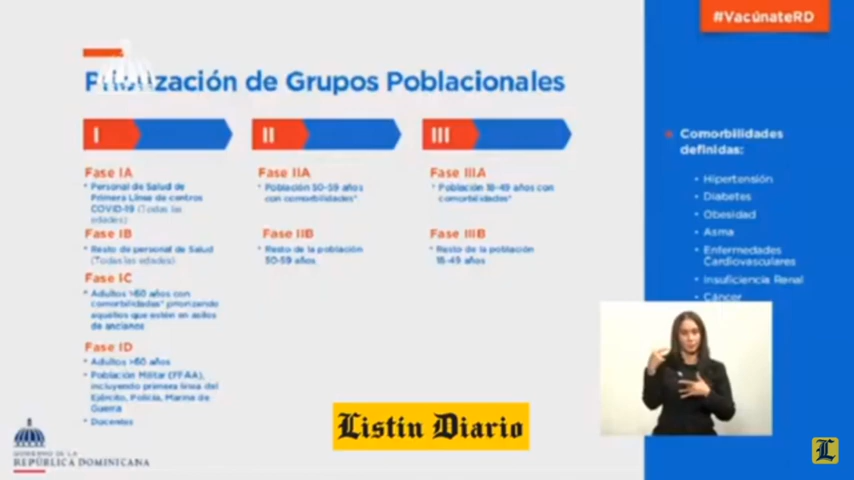 #VacúnateRD
Priorización de Grupos Poblacionales
I
II
III
Fase IA
• Personal de Salud de
Primera Línea de centros
COVID-19 (Todas las
edades)
Fase IB
• Resto de personal de Salud
(Todas las edades)
Fase IC
• Adultos >60 años con
comorbilidades* priorizando
aquellos que estén en asilos
de ancianos
Fase ID
• Adultos >60 años
• Población Militar (FFAA),
incluyendo primera línea del
Ejército, Policía, Marina de
Guerra
• Docentes
Fase IIA
• Población 50-59 años
con comorbilidades*
Fase IIB
• Resto de la población
50-59 años
Fase IIIA
• Población 18-49 años con
comorbilidades*
Fase IIIB
• Resto de la población
18-49 años
• Comorbilidades
definidas:
• Hipertensión
• Diabetes
• Obesidad
• Asma
• Enfermedades
Cardiovasculares
• Insuficiencia Renal
• Cáncer
GOBIERNO DE LA
REPÚBLICA DOMINICANA
Listin Diario
L